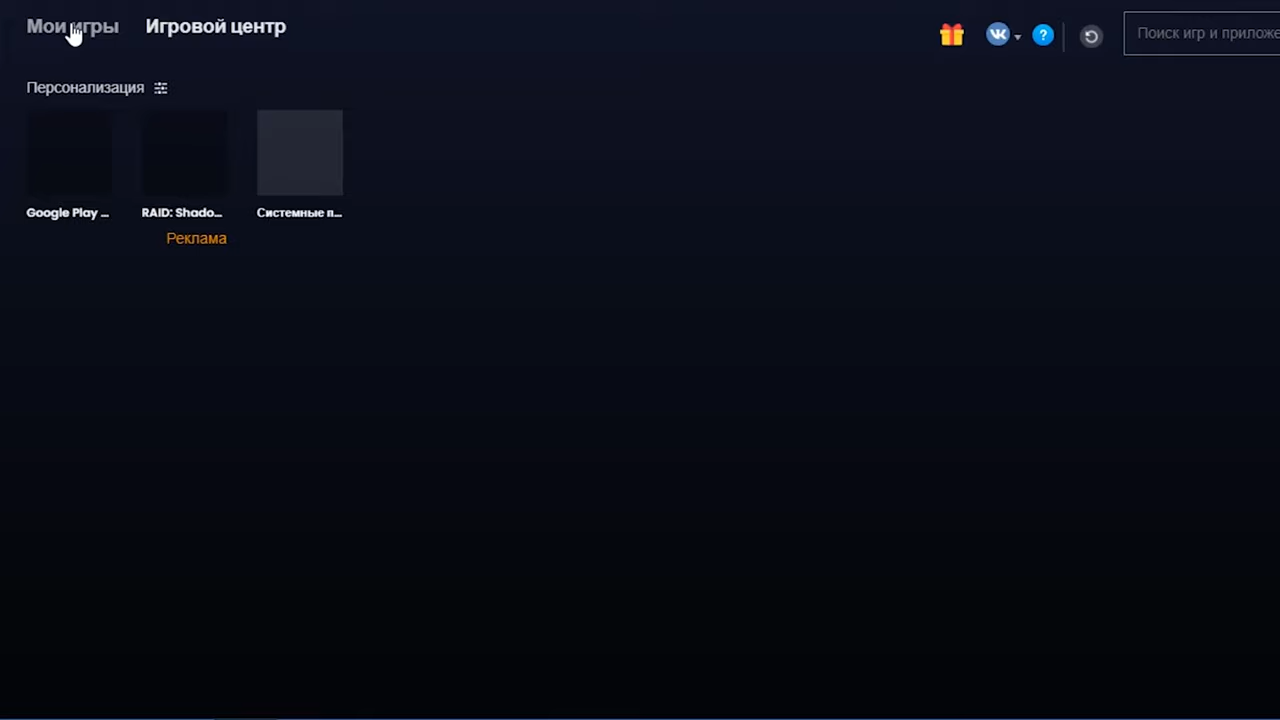 Мои игры Игровой центр
Поиск игр и приложе
Персонализация
Google Play ... RAID: Shado... Системные п...
Реклама